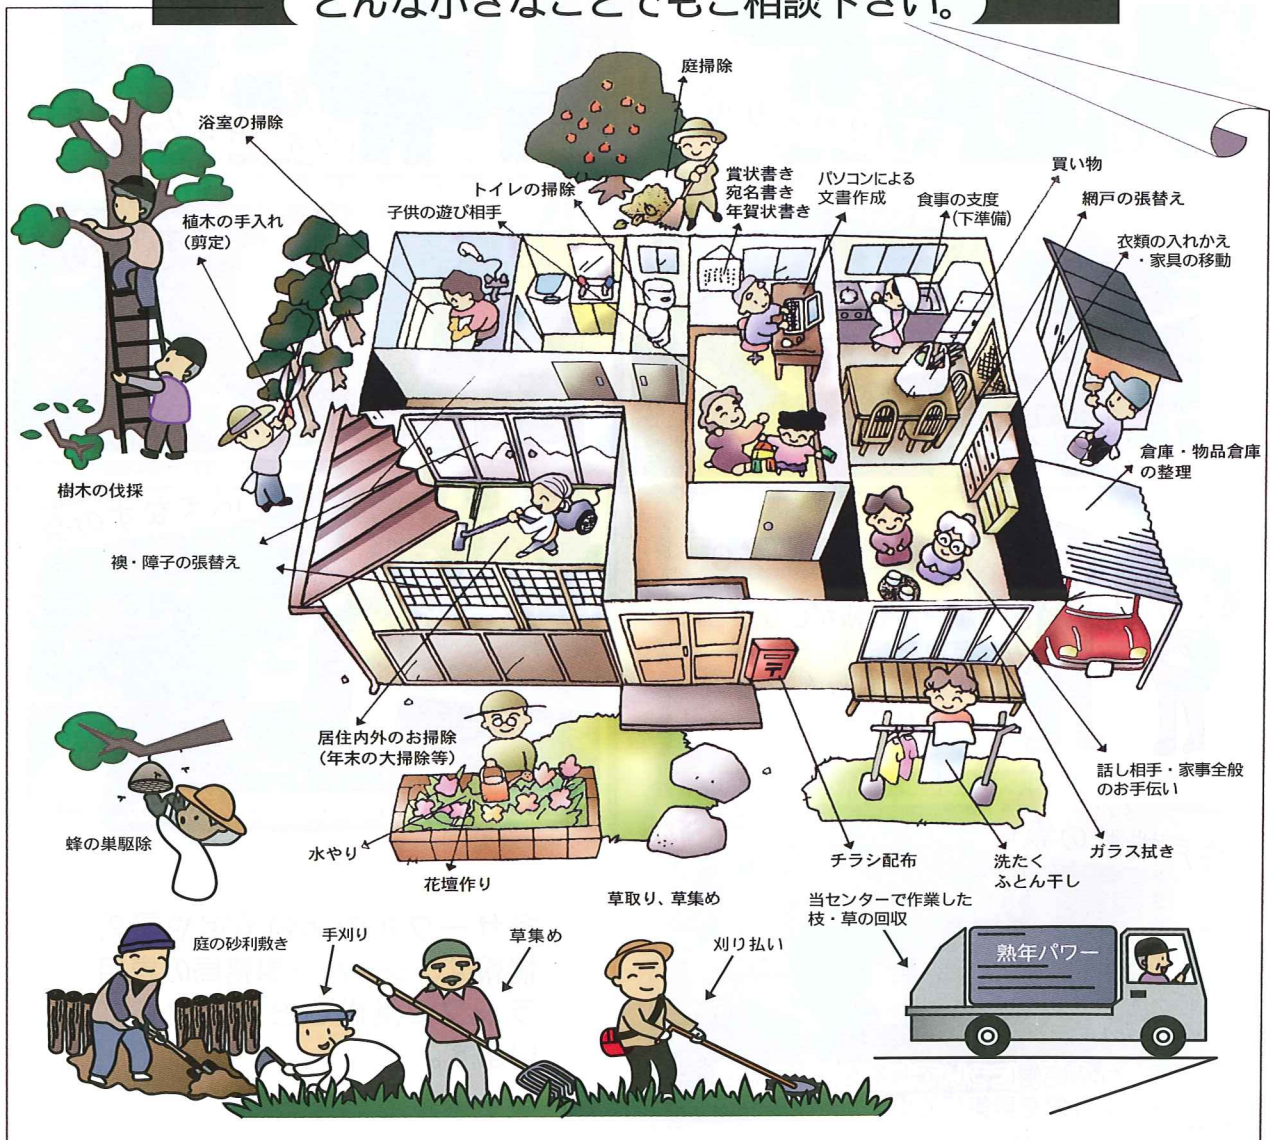 どんな小さなことでもご相談下さい。
庭掃除
浴室の掃除
トイレの掃除
子供の遊び相手
賞状書き
宛名書き
年賀状書き
パソコンによる
文書作成
食事の支度
(下準備)
買い物
網戸の張替え
衣類の入れかえ
・家具の移動
植木の手入れ
(剪定)
樹木の伐採
倉庫・物品倉庫
の整理
襖・障子の張替え
居住内外のお掃除
(年末の大掃除等)
話し相手・家事全般
のお手伝い
蜂の巣駆除
水やり
花壇作り
チラシ配布
洗たく
ふとん干し
ガラス拭き
草取り、草集め
当センターで作業した
枝・草の回収
庭の砂利敷き
手刈り
草集め
刈り払い
熟年パワー
〒